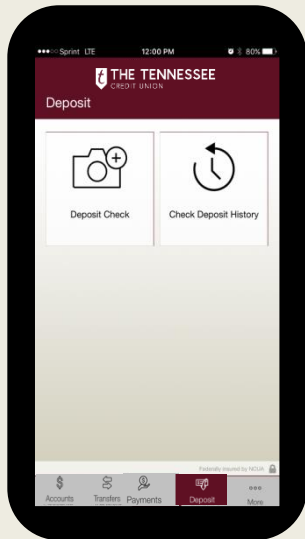 Sprint LTE 12:00 PM 80%
t THE TENNESSEE
CREDIT UNION
Deposit
Deposit Check Check Deposit History
Federally insured by NCUA
Accounts Transfers Payments Deposit More